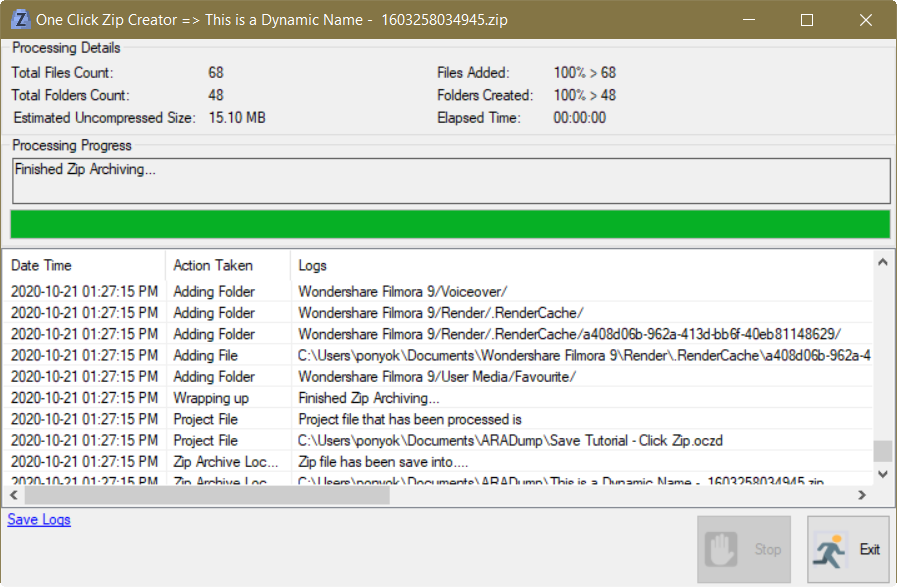 One Click Zip Creator => This is a Dynamic Name - 1603258034945.zip
Processing Details
Total Files Count: 68 Files Added: 100% > 68
Total Folders Count: 48 Folders Created: 100% > 48
Estimated Uncompressed Size: 15.10 MB Elapsed Time: 00:00:00
Processing Progress
Finished Zip Archiving...
Date Time Action Taken Logs
2020-10-21 01:27:15 PM Adding Folder Wondershare Filmora 9/Voiceover/
2020-10-21 01:27:15 PM Adding Folder Wondershare Filmora 9/Render/.RenderCache/
2020-10-21 01:27:15 PM Adding Folder Wondershare Filmora 9/Render/.RenderCache/a408d06b-962a-413d-bb6f-40eb81148629/
2020-10-21 01:27:15 PM Adding File C:\Users\ponyok\Documents\Wondershare Filmora 9\Render\.RenderCache\a408d06b-962a-4
2020-10-21 01:27:15 PM Adding Folder Wondershare Filmora 9/User Media/Favourite/
2020-10-21 01:27:15 PM Wrapping up Finished Zip Archiving...
2020-10-21 01:27:15 PM Project File Project file that has been processed is
2020-10-21 01:27:15 PM Project File C:\Users\ponyok\Documents\ARADump\Save Tutorial - Click Zip.oczd
2020-10-21 01:27:15 PM Zip Archive Loc... Zip file has been save into....
2020-10-21 01:27:15 PM Zip Archive Loc... C:\Users\ponyok\Documents\ARADump\This is a Dynamic Name - 1603258034945.zip
Save Logs
Stop
Exit